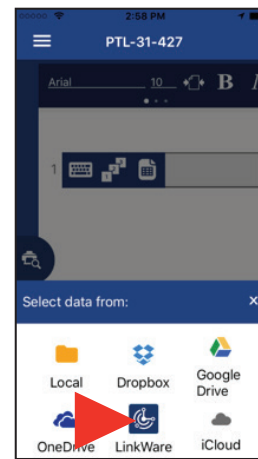 2:58 PM
PTL-31-427
Arial 10 B
1
Select data from: x
Local Dropbox Google Drive
OneDrive LinkWare iCloud